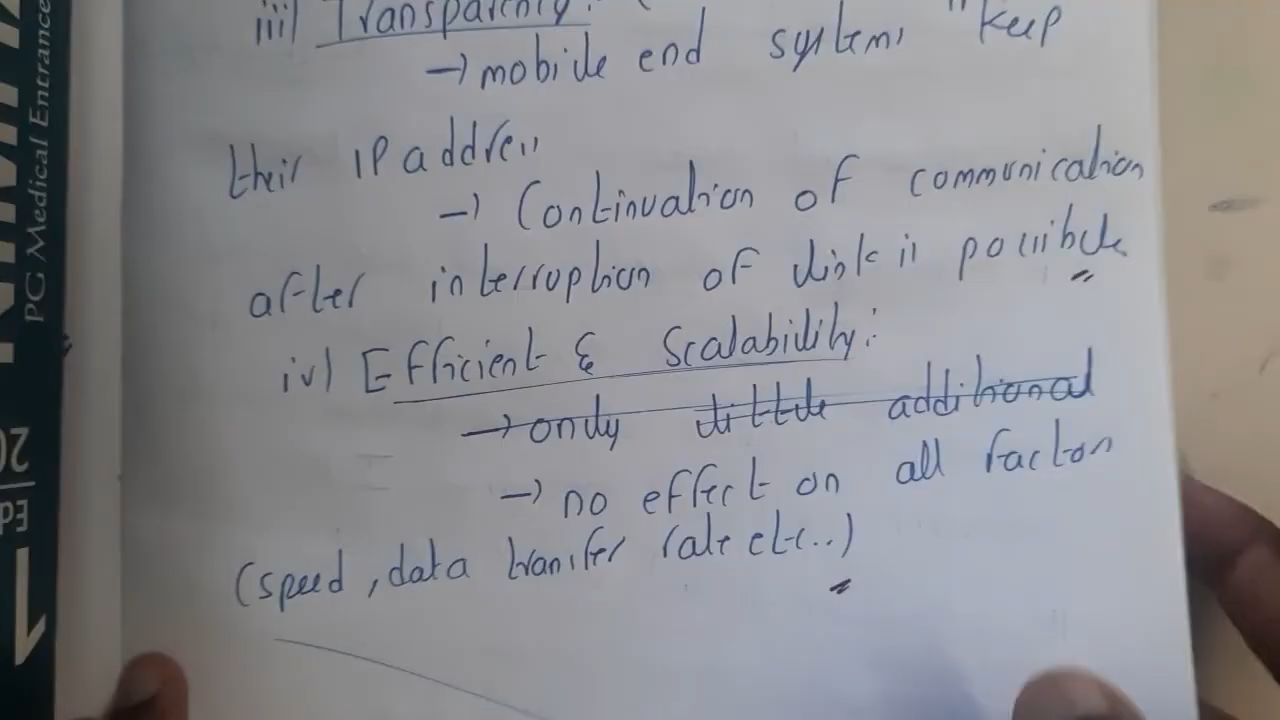 iii) Transparency:
→ mobile end systems "keep
their IP address
→ Continuation of communication
after interruption of link is possible
iv) Efficient & Scalability:
→ only little additional
→ no effect on all factors
(speed, data transfer rate etc..)
PG Medical Entrance
Ed